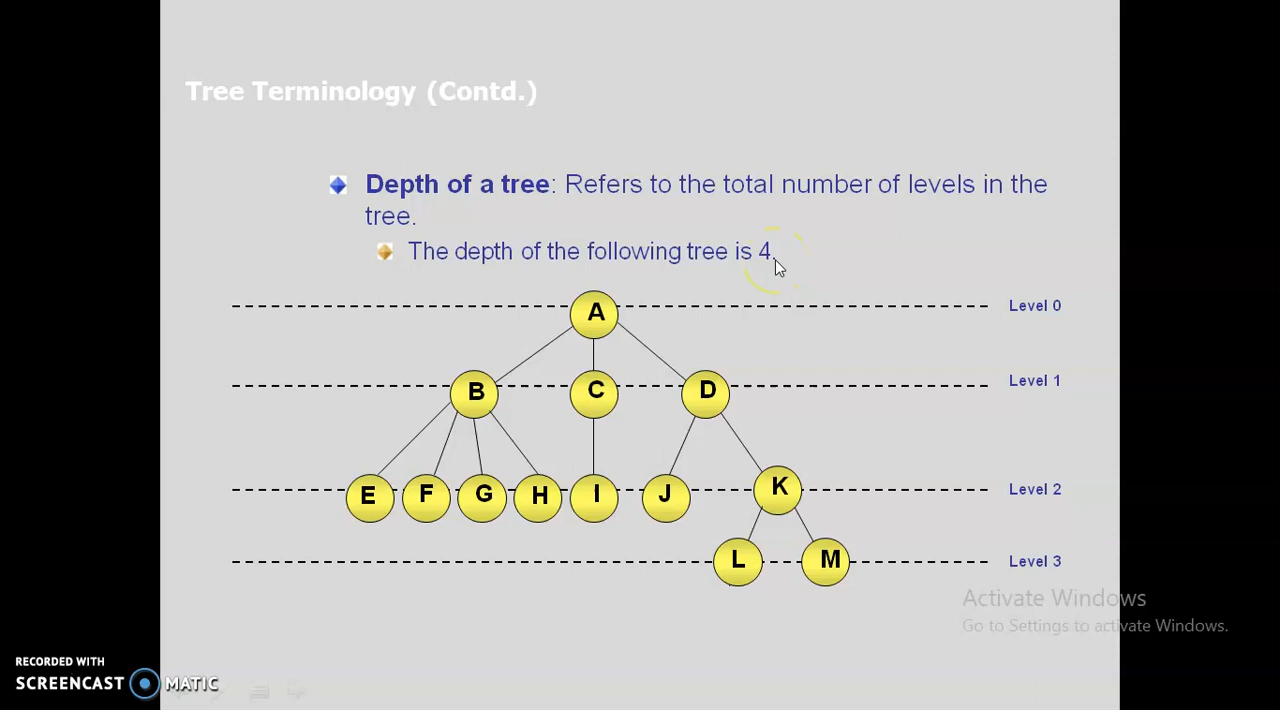 Tree Terminology (Contd.)
Depth of a tree: Refers to the total number of levels in the
tree.
The depth of the following tree is 4.
A Level 0
B C D Level 1
E F G H I J K Level 2
L M Level 3
Activate Windows
Go to Settings to activate Windows.
RECORDED WITH
SCREENCAST MATIC